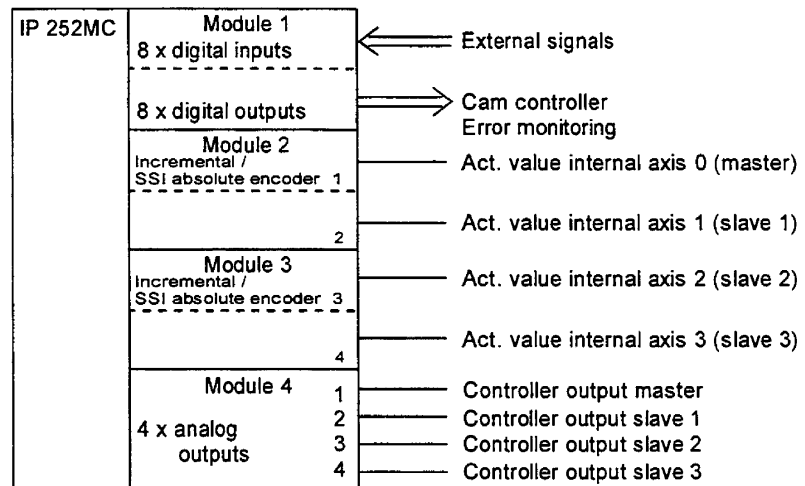 IP 252MC
Module 1
8 x digital inputs
External signals
8 x digital outputs
Cam controller
Error monitoring
Module 2
Incremental /
SSI absolute encoder 1
Act. value internal axis 0 (master)
2
Act. value internal axis 1 (slave 1)
Module 3
Incremental /
SSI absolute encoder 3
Act. value internal axis 2 (slave 2)
4
Act. value internal axis 3 (slave 3)
Module 4
4 x analog
outputs
1
Controller output master
2
Controller output slave 1
3
Controller output slave 2
4
Controller output slave 3